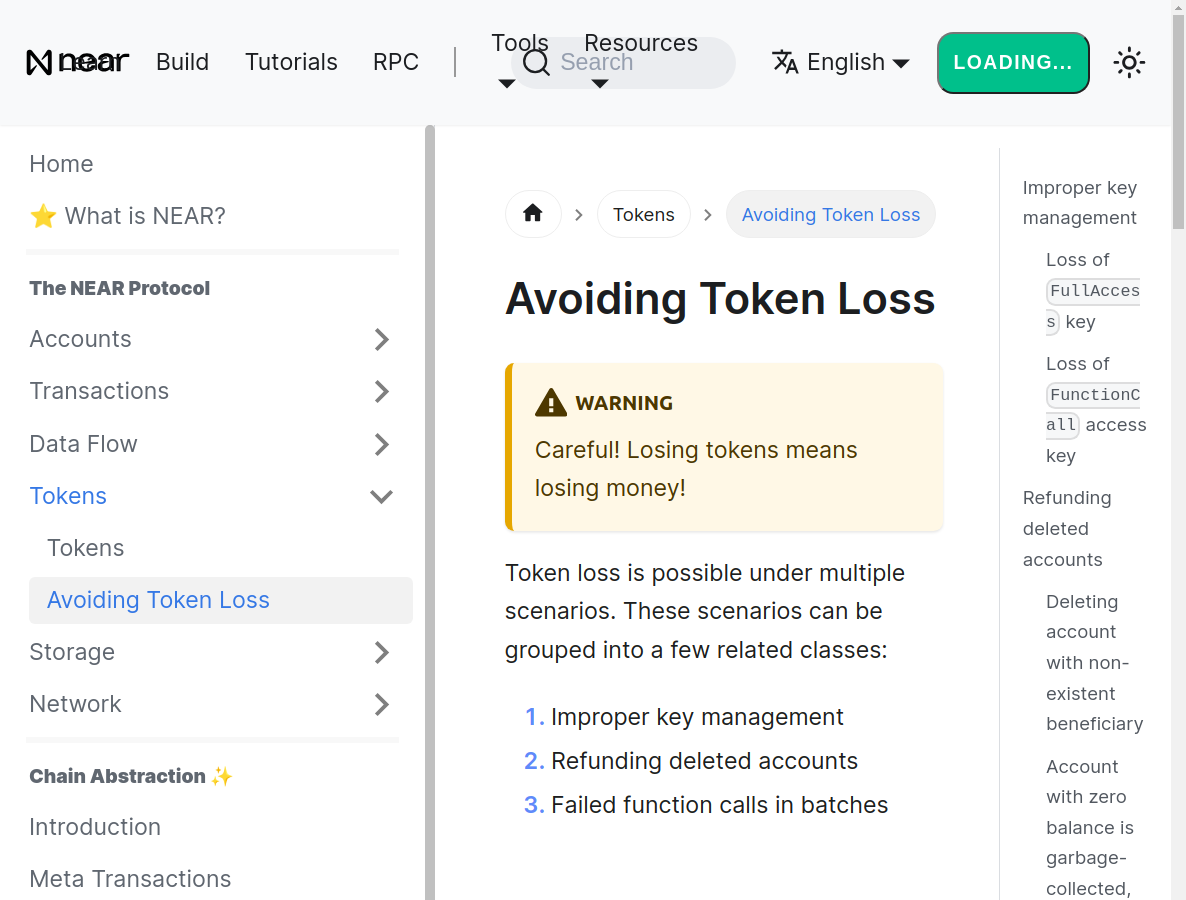 near
Learn
Build
Tutorials
RPC
Tools
Resources
Search
English
LOADING...
Home
⭐ What is NEAR?
The NEAR Protocol
Accounts
Transactions
Data Flow
Tokens
Tokens
Avoiding Token Loss
Storage
Network
Chain Abstraction ✨
Introduction
Meta Transactions
Tokens
Avoiding Token Loss
Avoiding Token Loss
WARNING
Careful! Losing tokens means
losing money!
Token loss is possible under multiple
scenarios. These scenarios can be
grouped into a few related classes:
1. Improper key management
2. Refunding deleted accounts
3. Failed function calls in batches
Improper key
management
Loss of
FullAcces
s key
Loss of
FunctionC
all access
key
Refunding
deleted
accounts
Deleting
account
with non-
existent
beneficiary
Account
with zero
balance is
garbage-
collected,